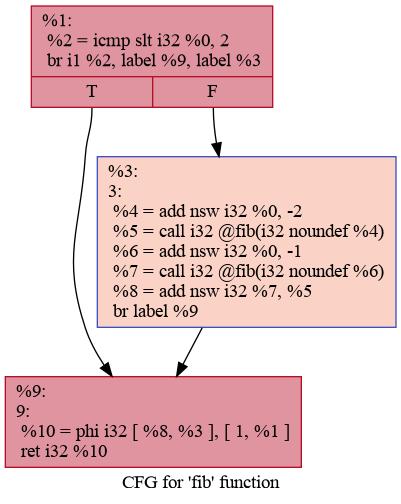 %1:
%2 = icmp slt i32 %0, 2
br i1 %2, label %9, label %3
T F
%3:
3:
%4 = add nsw i32 %0, -2
%5 = call i32 @fib(i32 noundef %4)
%6 = add nsw i32 %0, -1
%7 = call i32 @fib(i32 noundef %6)
%8 = add nsw i32 %7, %5
br label %9
%9:
9:
%10 = phi i32 [ %8, %3 ], [ 1, %1 ]
ret i32 %10
CFG for 'fib' function